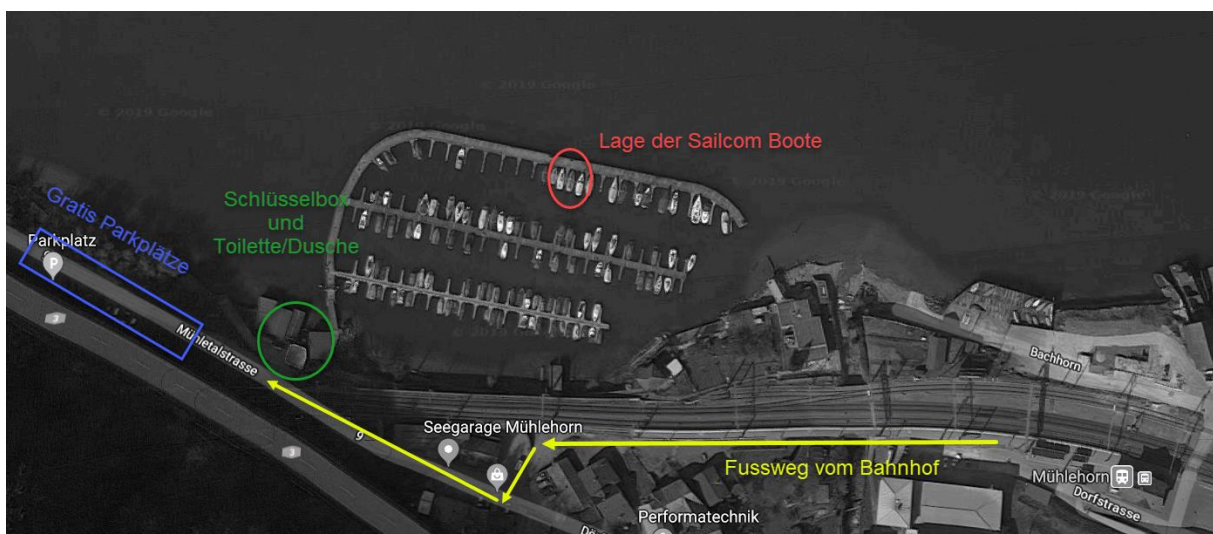 © 2019 Google
© 2019 Google
© 2019 Google
© 2019 Google
© 2019 Google
Lage der Sailcom Boote
Schlüsselbox
und
Toilette/Dusche
Gratis Parkplätze
Parkplatz
P
3
Mühletalstrasse
9
3
Seegarage Mühlehorn
Bachhorn
Fussweg vom Bahnhof
Mühlehorn
Dorfstrasse
Performatechnik